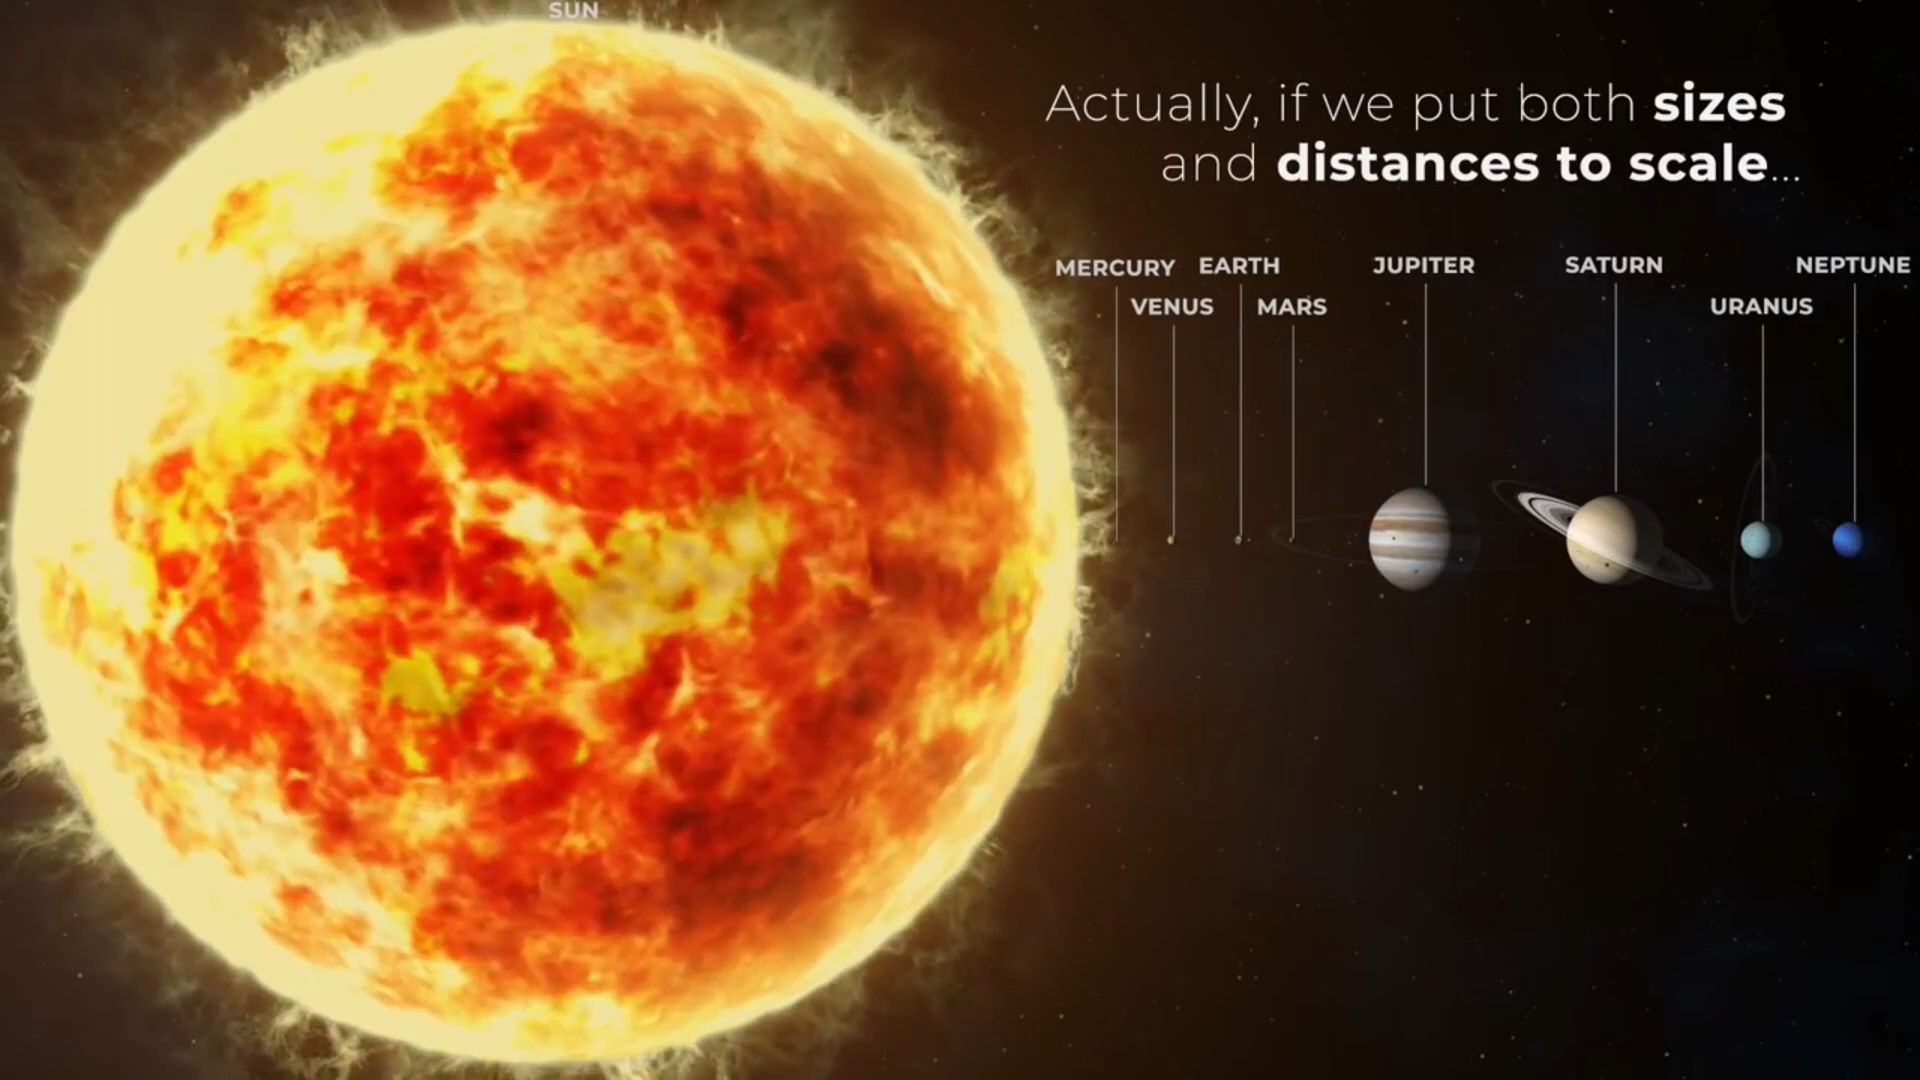 SUN
Actually, if we put both sizes
and distances to scale...
MERCURY EARTH JUPITER SATURN NEPTUNE
VENUS MARS URANUS